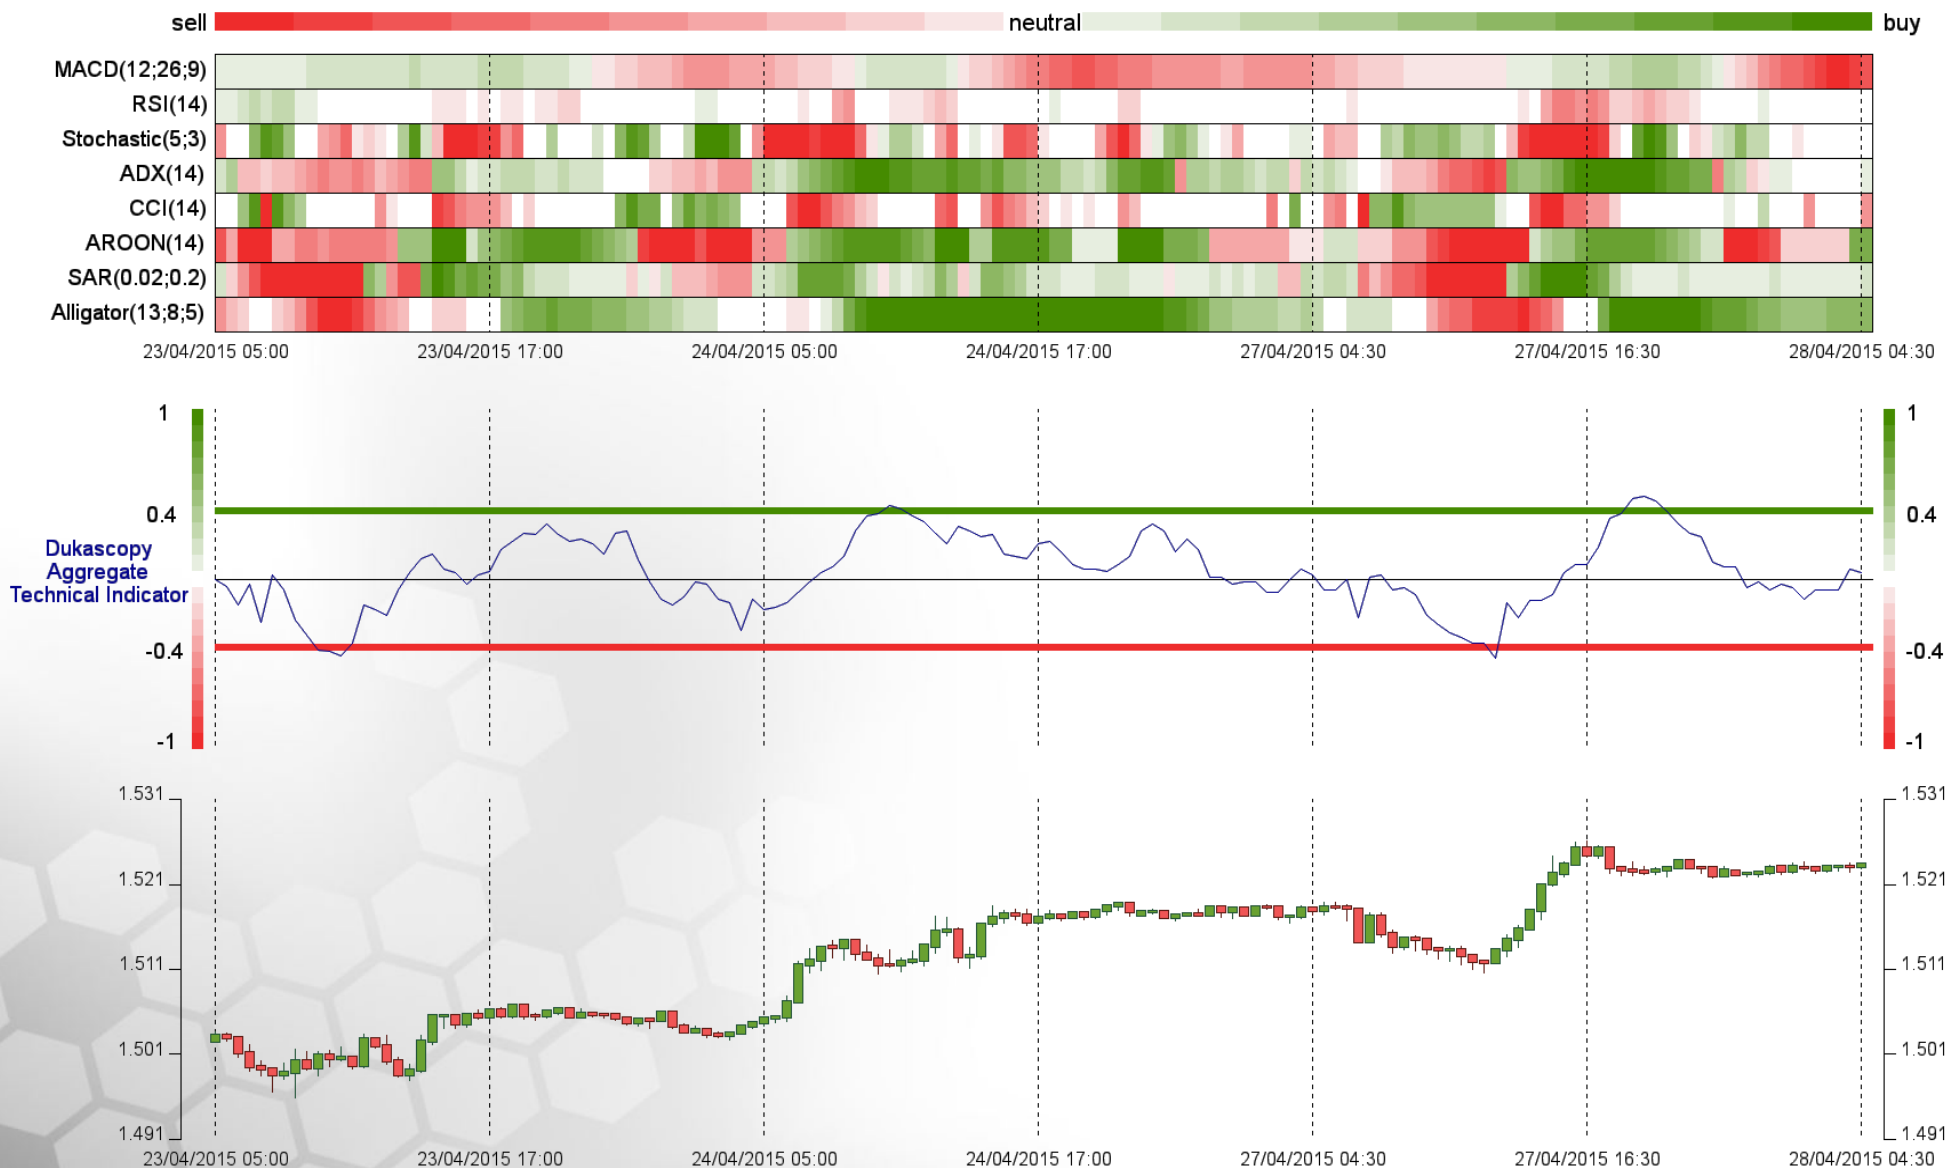 sell neutral buy
MACD(12;26;9)
RSI(14)
Stochastic(5;3)
ADX(14)
CCI(14)
AROON(14)
SAR(0.02;0.2)
Alligator(13;8;5)
23/04/2015 05:00 23/04/2015 17:00 24/04/2015 05:00 24/04/2015 17:00 27/04/2015 04:30 27/04/2015 16:30 28/04/2015 04:30
1 1
0.4 0.4
Dukascopy
Aggregate
Technical Indicator
-0.4 -0.4
-1 -1
1.531 1.531
1.521 1.521
1.511 1.511
1.501 1.501
1.491 1.491
23/04/2015 05:00 23/04/2015 17:00 24/04/2015 05:00 24/04/2015 17:00 27/04/2015 04:30 27/04/2015 16:30 28/04/2015 04:30